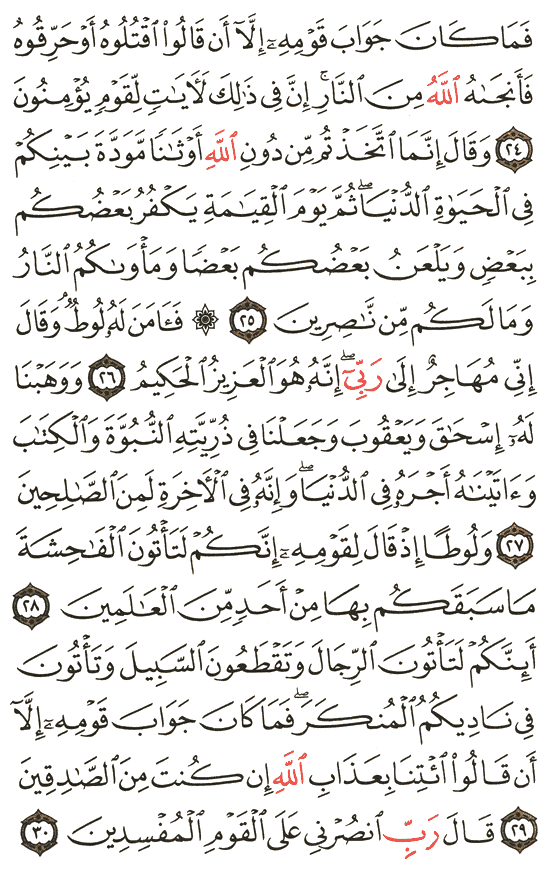 فَمَا كَانَ جَوَابَ قَوْمِهِۦٓ إِلَّآ أَن قَالُوا۟ ٱقْتُلُوهُ أَوْ حَرِّقُوهُ
فَأَنجَىٰهُ ٱللَّهُ مِنَ ٱلنَّارِ ۚ إِنَّ فِى ذَٰلِكَ لَـَٔايَٰتٍ لِّقَوْمٍ يُؤْمِنُونَ
٢٤ وَقَالَ إِنَّمَا ٱتَّخَذْتُم مِّن دُونِ ٱللَّهِ أَوْثَٰنًا مَّوَدَّةَ بَيْنِكُمْ
فِى ٱلْحَيَوٰةِ ٱلدُّنْيَا ۖ ثُمَّ يَوْمَ ٱلْقِيَٰمَةِ يَكْفُرُ بَعْضُكُم
بِبَعْضٍ وَيَلْعَنُ بَعْضُكُم بَعْضًا وَمَأْوَىٰكُمُ ٱلنَّارُ
وَمَا لَكُم مِّن نَّٰصِرِينَ ٢٥ ۞ فَـَٔامَنَ لَهُۥ لُوطٌ ۘ وَقَالَ
إِنِّى مُهَاجِرٌ إِلَىٰ رَبِّىٓ ۖ إِنَّهُۥ هُوَ ٱلْعَزِيزُ ٱلْحَكِيمُ ٢٦ وَوَهَبْنَا
لَهُۥٓ إِسْحَٰقَ وَيَعْقُوبَ وَجَعَلْنَا فِى ذُرِّيَّتِهِ ٱلنُّبُوَّةَ وَٱلْكِتَٰبَ
وَءَاتَيْنَٰهُ أَجْرَهُۥ فِى ٱلدُّنْيَا ۖ وَإِنَّهُۥ فِى ٱلْـَٔاخِرَةِ لَمِنَ ٱلصَّٰلِحِينَ
٢٧ وَلُوطًا إِذْ قَالَ لِقَوْمِهِۦٓ إِنَّكُمْ لَتَأْتُونَ ٱلْفَٰحِشَةَ
مَا سَبَقَكُم بِهَا مِنْ أَحَدٍ مِّنَ ٱلْعَٰلَمِينَ ٢٨
أَئِنَّكُمْ لَتَأْتُونَ ٱلرِّجَالَ وَتَقْطَعُونَ ٱلسَّبِيلَ وَتَأْتُونَ
فِى نَادِيكُمُ ٱلْمُنكَرَ ۖ فَمَا كَانَ جَوَابَ قَوْمِهِۦٓ إِلَّآ
أَن قَالُوا۟ ٱئْتِنَا بِعَذَابِ ٱللَّهِ إِن كُنتَ مِنَ ٱلصَّٰدِقِينَ
٢٩ قَالَ رَبِّ ٱنصُرْنِى عَلَى ٱلْقَوْمِ ٱلْمُفْسِدِينَ ٣٠